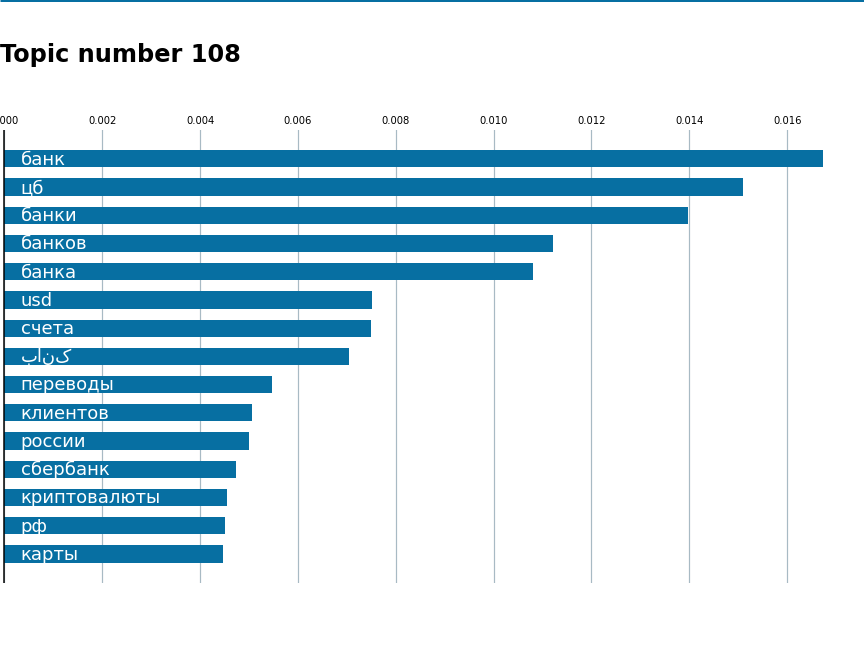 Topic number 108
000 0.002 0.004 0.006 0.008 0.010 0.012 0.014 0.016
банк
цб
банки
банков
банка
usd
счета
بانک
переводы
клиентов
россии
сбербанк
криптовалюты
рф
карты